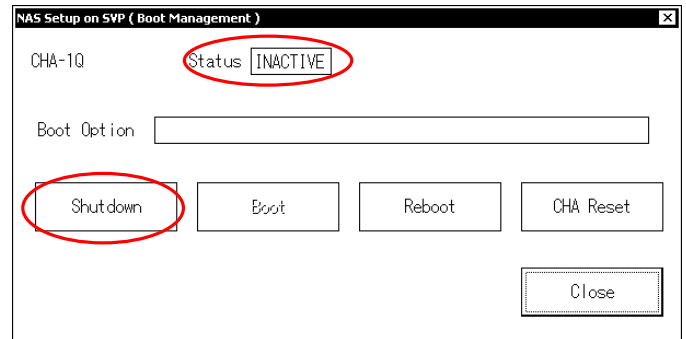 NAS Setup on SVP ( Boot Management )
CHA-1Q Status INACTIVE
Boot Option
Shutdown Boot Reboot CHA Reset
Close